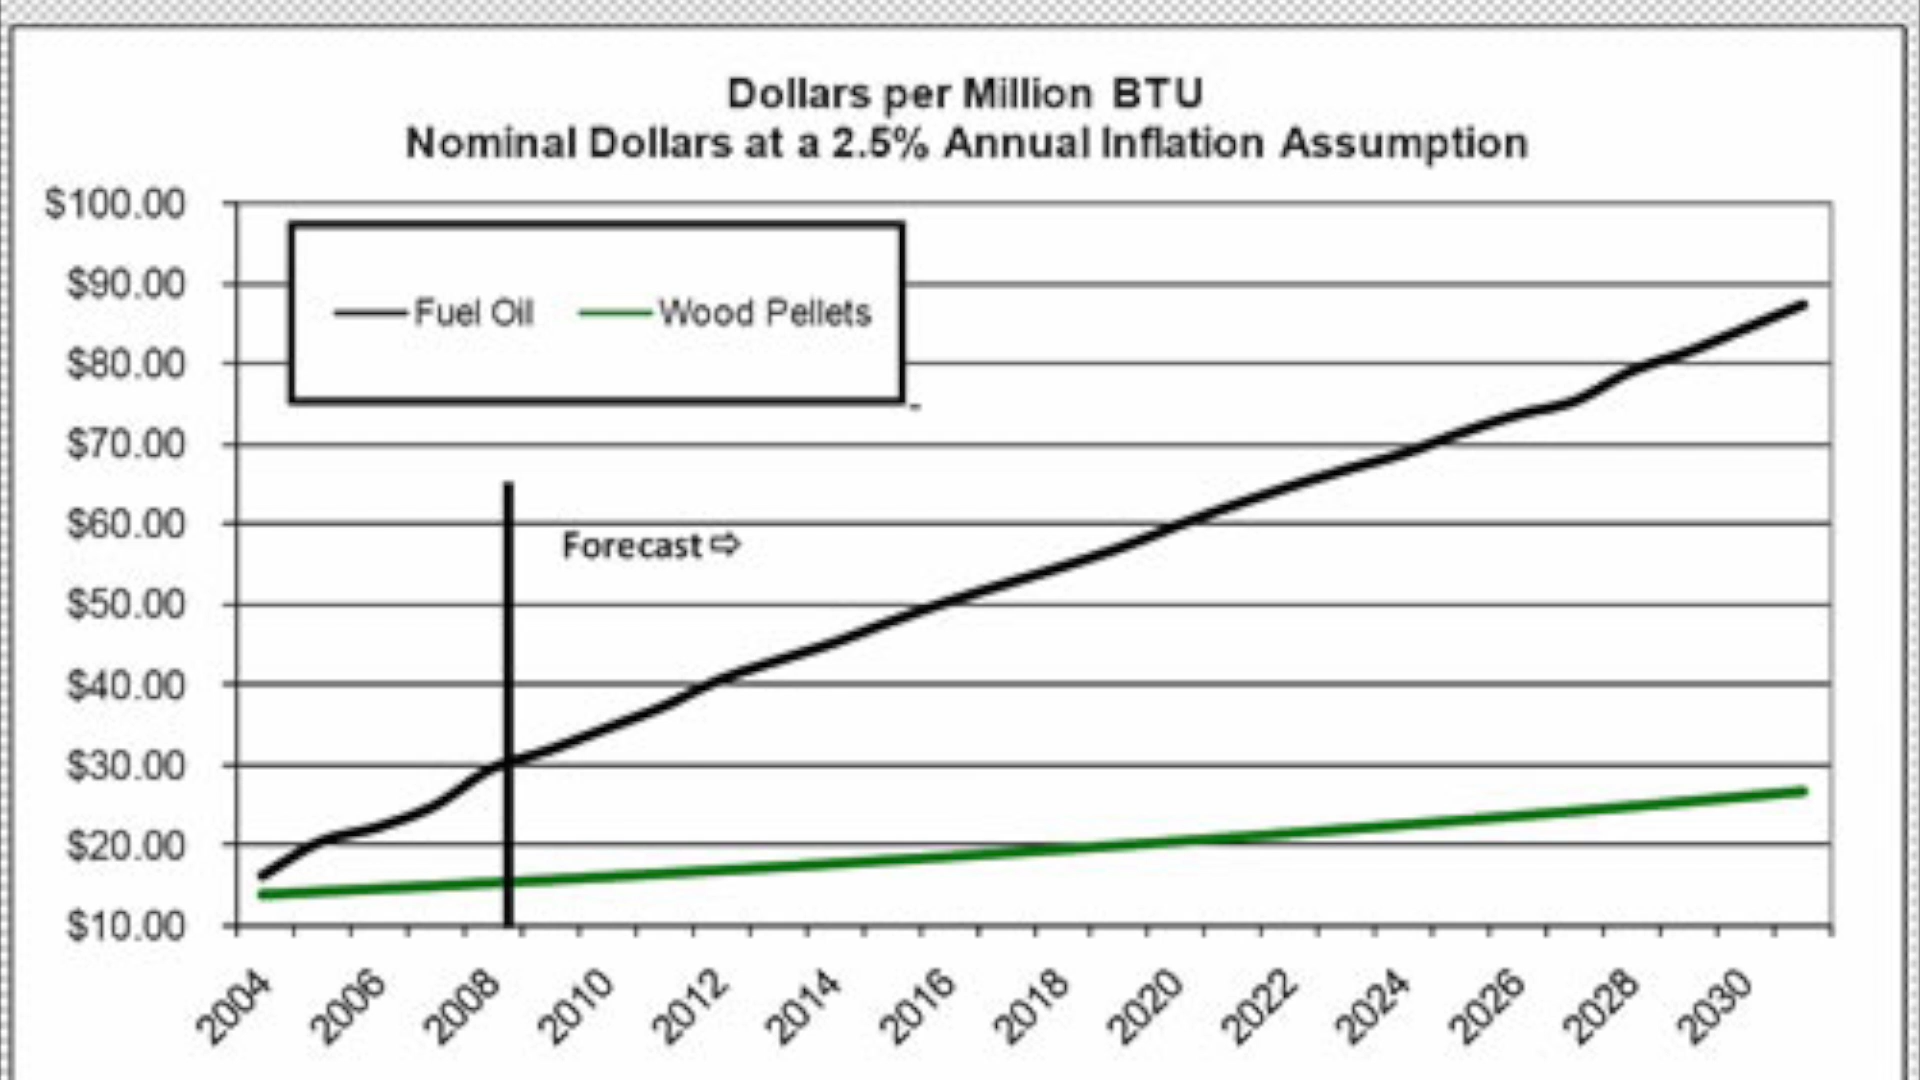 Dollars per Million BTU
Nominal Dollars at a 2.5% Annual Inflation Assumption
$100.00
$90.00
$80.00
$70.00
$60.00
$50.00
$40.00
$30.00
$20.00
$10.00
Fuel Oil Wood Pellets
Forecast ⇨
2004 2006 2008 2010 2012 2014 2016 2018 2020 2022 2024 2026 2028 2030